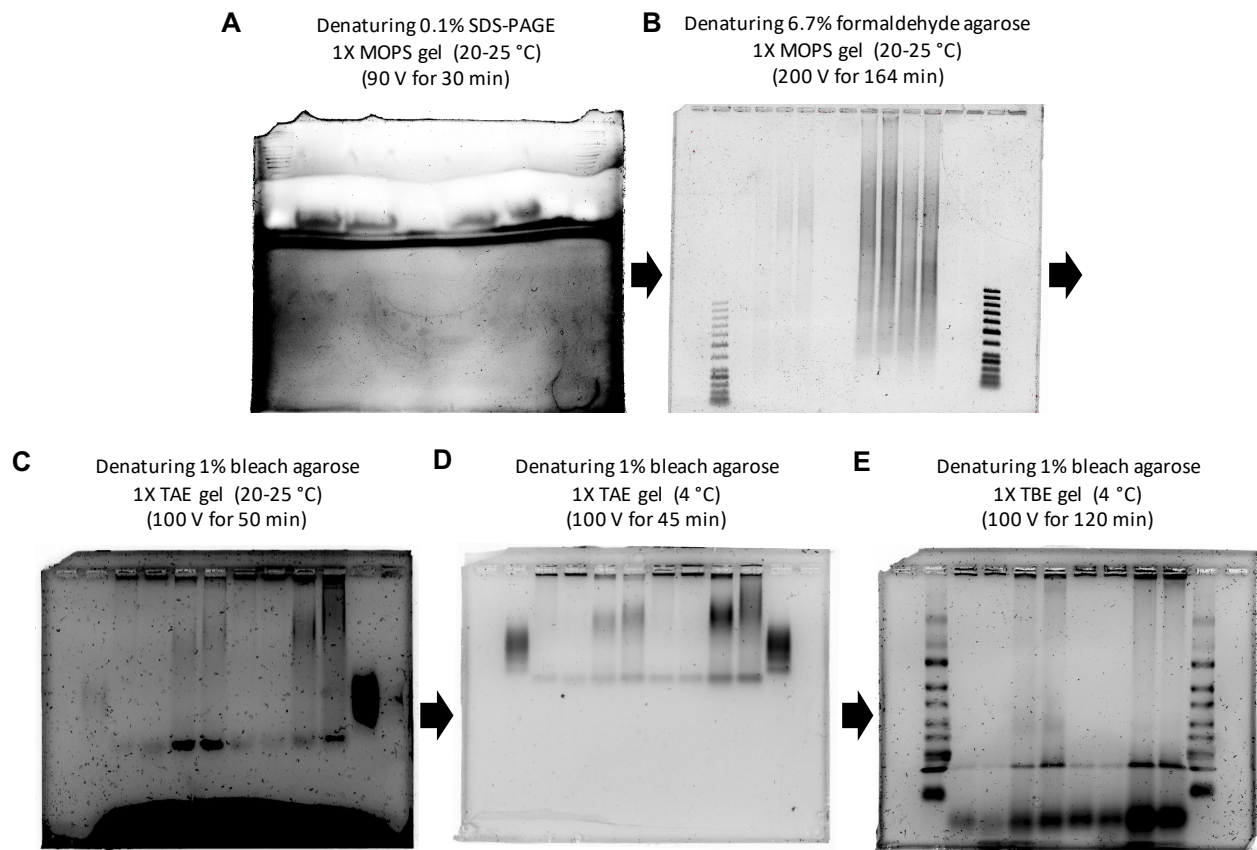 A
Denaturing 0.1% SDS-PAGE
1X MOPS gel (20-25 °C)
(90 V for 30 min)
B
Denaturing 6.7% formaldehyde agarose
1X MOPS gel (20-25 °C)
(200 V for 164 min)
C
Denaturing 1% bleach agarose
1X TAE gel (20-25 °C)
(100 V for 50 min)
D
Denaturing 1% bleach agarose
1X TAE gel (4 °C)
(100 V for 45 min)
E
Denaturing 1% bleach agarose
1X TBE gel (4 °C)
(100 V for 120 min)